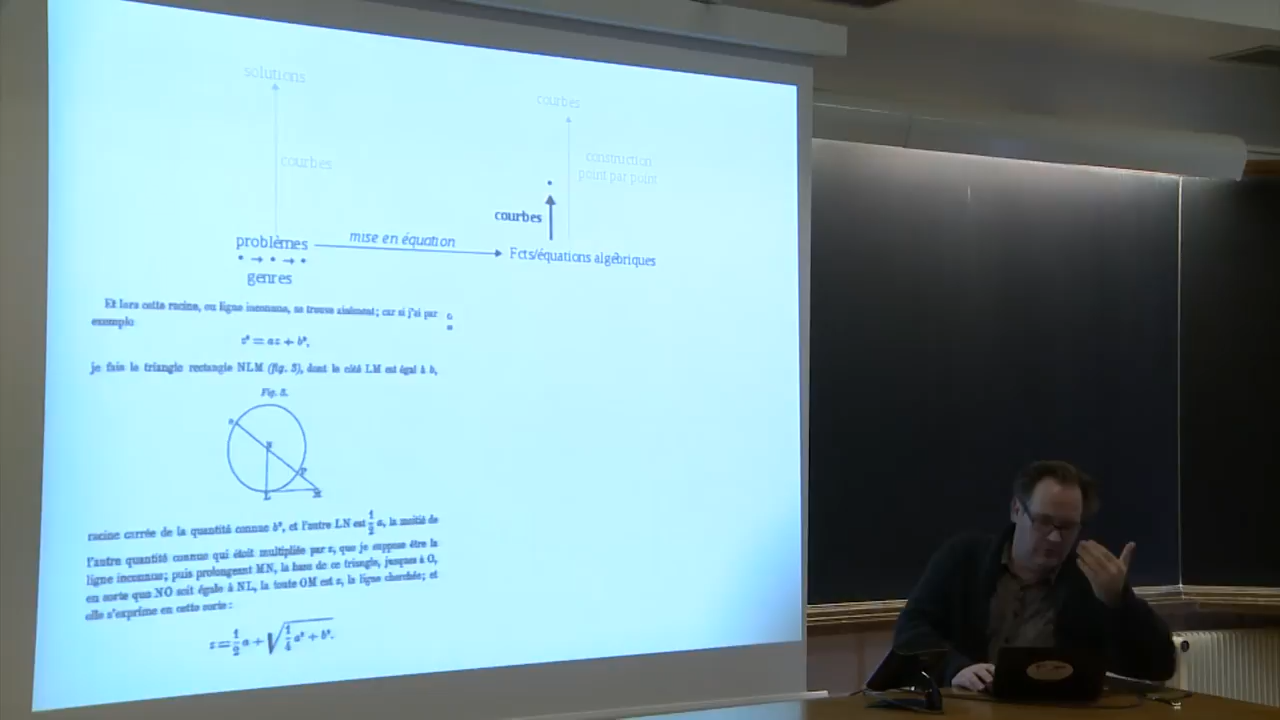 solutions
courbes
courbes
construction
point par point
courbes
problèmes
mise en équation
Fcts/équations algébriques
genres
Et lors cette racine, ou ligne inconnue, se trouve aisément; car si j'ai par
exemple
z² = az + b²,
je fais le triangle rectangle NLM (fig. 3), dont le côté LM est égal à b,
Fig. 3.
O
N
P
L
M
racine carrée de la quantité connue b², et l'autre LN est 1/2 a, la moitié de
l'autre quantité connue qui étoit multipliée par z, que je suppose être la
ligne inconnue; puis prolongeant MN, la base de ce triangle, jusques à O,
en sorte que NO soit égale à NL, la toute OM est z, la ligne cherchée; et
elle s'exprime en cette sorte :
z = 1/2 a + √(1/4 a² + b²).